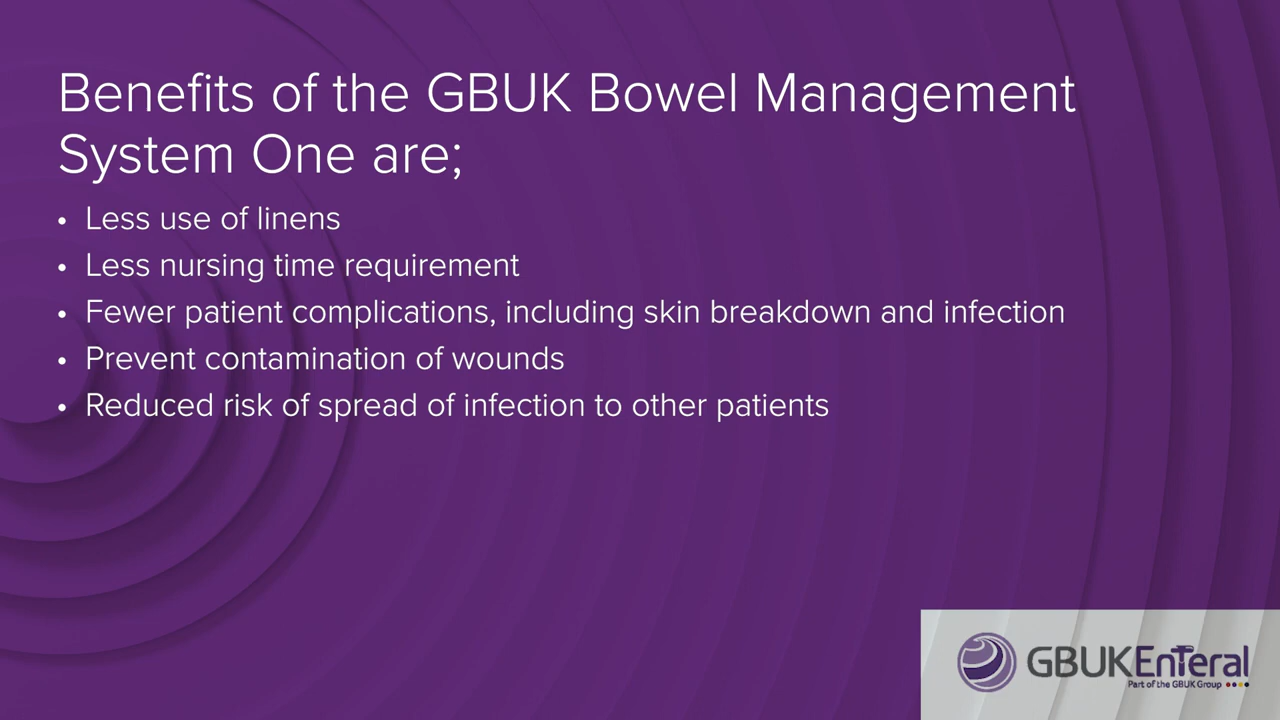 Benefits of the GBUK Bowel Management
System One are;
• Less use of linens
• Less nursing time requirement
• Fewer patient complications, including skin breakdown and infection
• Prevent contamination of wounds
• Reduced risk of spread of infection to other patients
GBUKEnTeral
Part of the GBUK Group